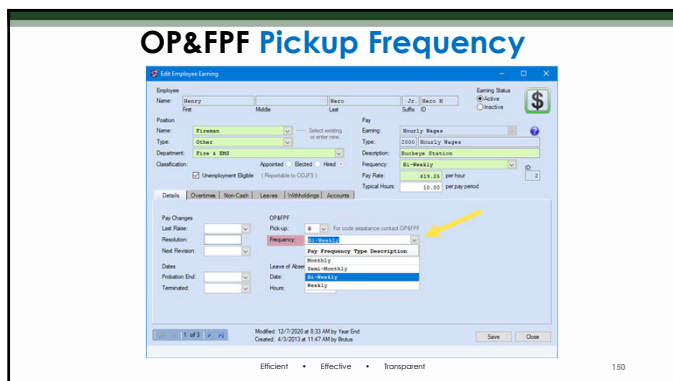 OP&FPF Pickup Frequency
Edit Employee Earning
Employee
Name: Henry Hero Jr. Hero H
First Middle Last Suffix ID
Earning Status
Active
Inactive
Position
Name: Fireman Select existing or enter new.
Type: Other
Department: Fire & EMS
Classification: Appointed Elected Hired
Unemployment Eligible ( Reportable to ODJFS )
Pay
Earning: Hourly Wages
Type: 2000 Hourly Wages
Description: Buckeye Station
Frequency: Bi-Weekly
ID
Pay Rate: $19.25 per hour 2
Typical Hours: 10.00 per pay period
Details Overtimes Non-Cash Leaves Withholdings Accounts
Pay Changes
Last Raise:
Resolution:
Next Revision:
Dates
Probation End:
Terminated:
OP&FPF
Pick-up: N For code assistance contact OP&FPF
Frequency: Bi-Weekly
Pay Frequency Type Description
Monthly
Semi-Monthly
Bi-Weekly
Weekly
Leave of Absen
Date:
Hours:
1 of 3
Modified: 12/7/2020 at 8:33 AM by Year End
Created: 4/3/2013 at 11:47 AM by Brutus
Save Close
Efficient • Effective • Transparent
150